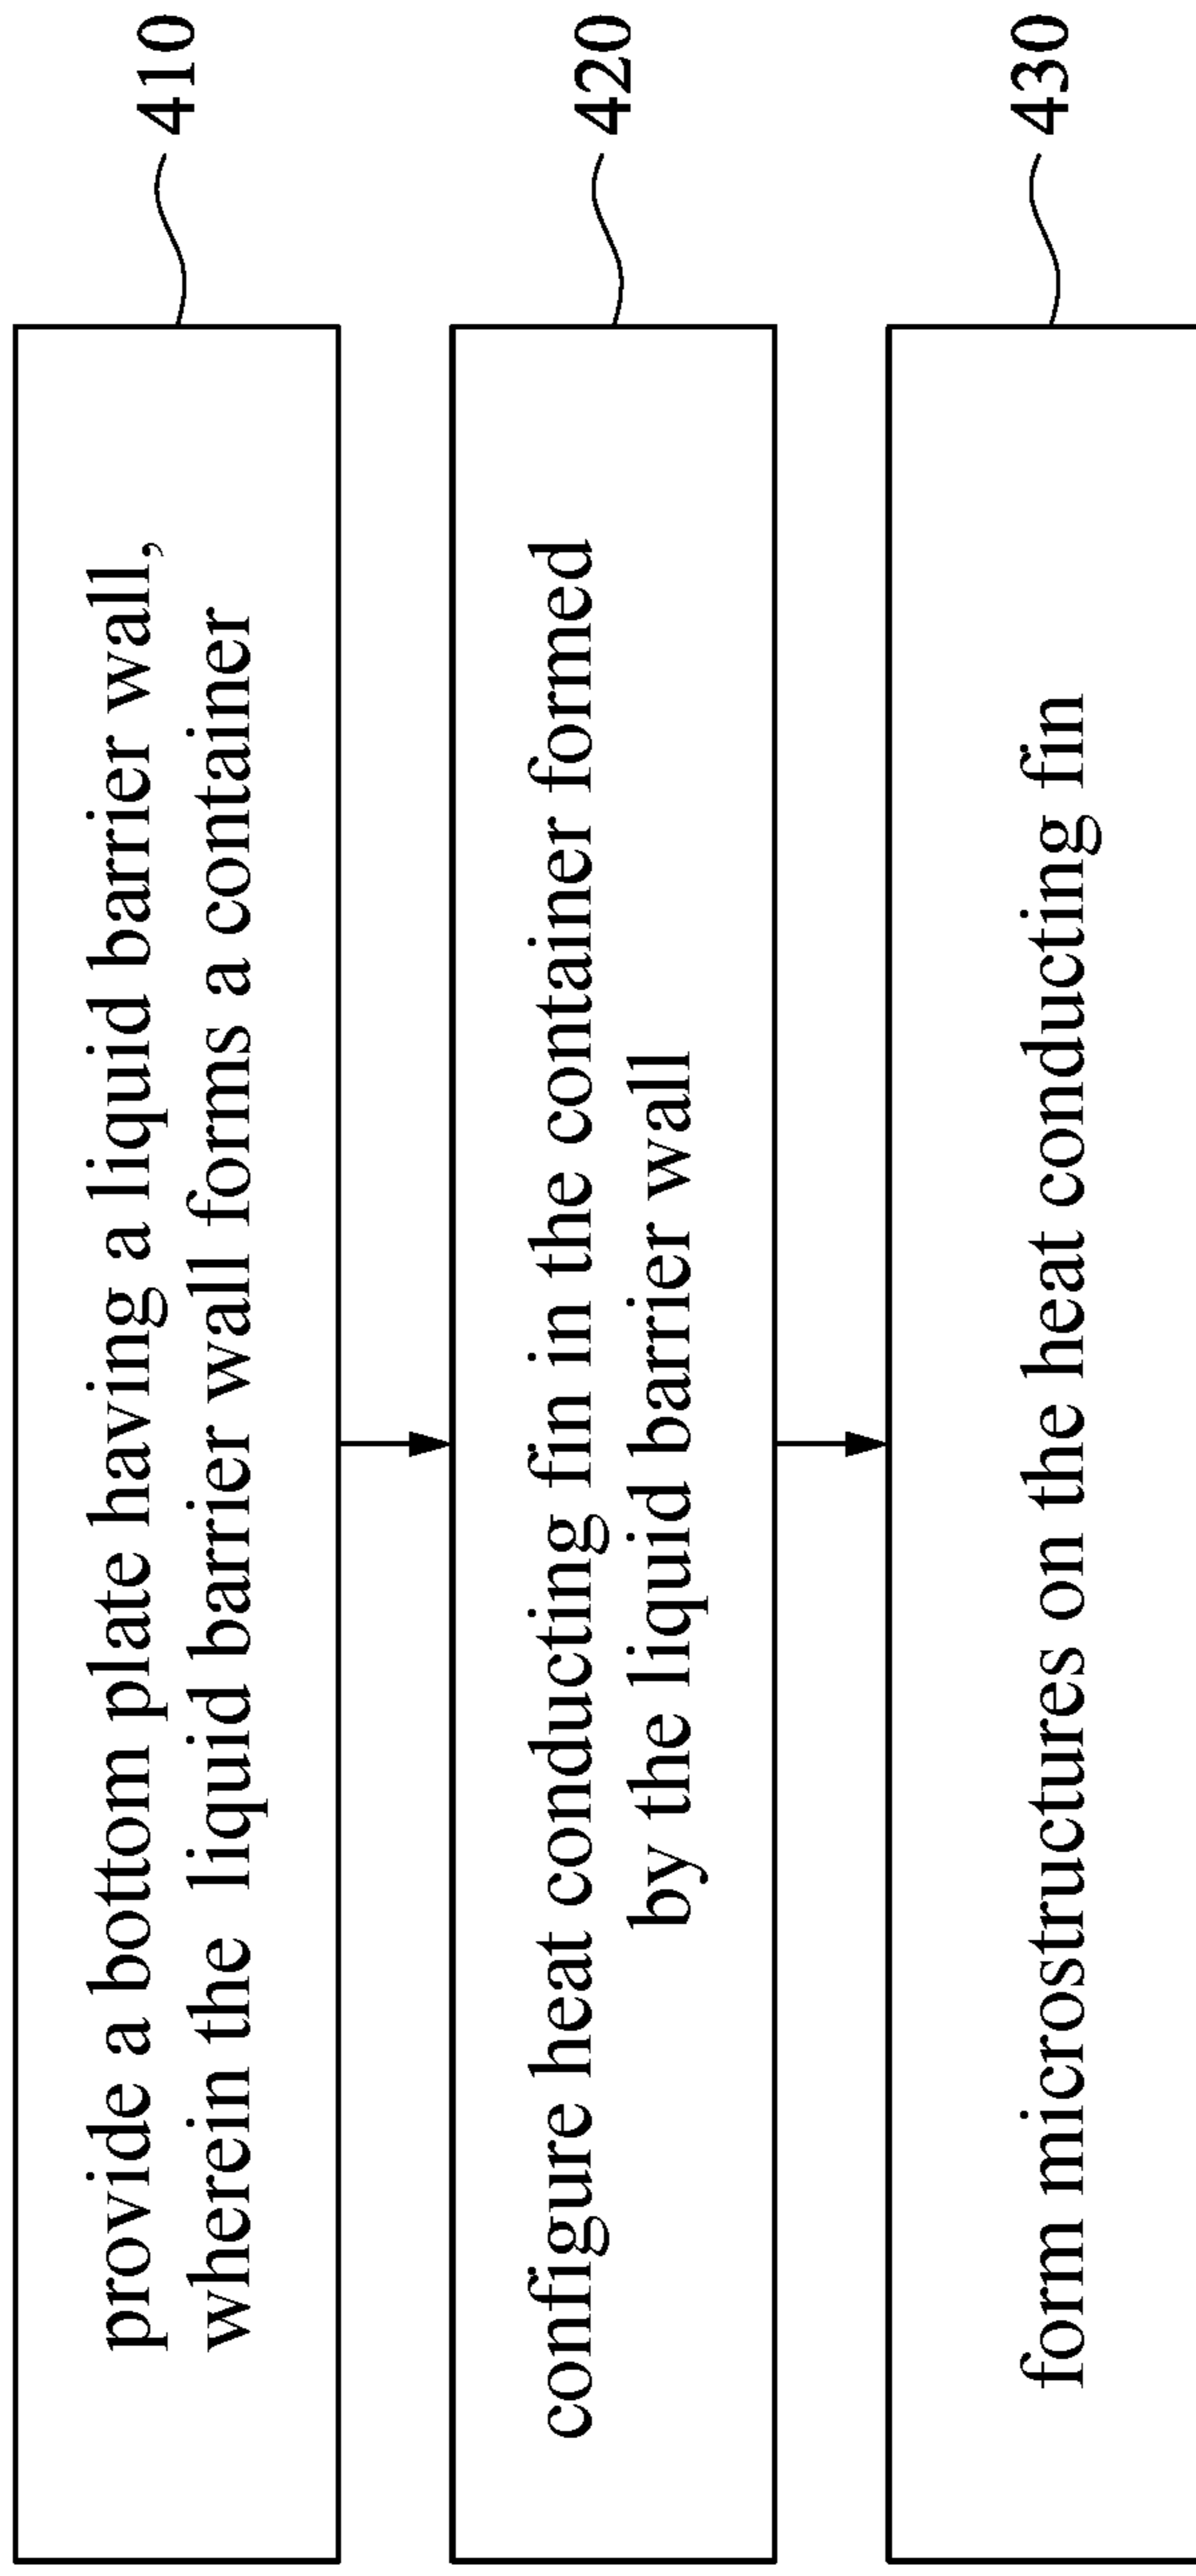 provide a bottom plate having a liquid barrier wall,
wherein the liquid barrier wall forms a container
410
configure heat conducting fin in the container formed
by the liquid barrier wall
420
form microstructures on the heat conducting fin
430